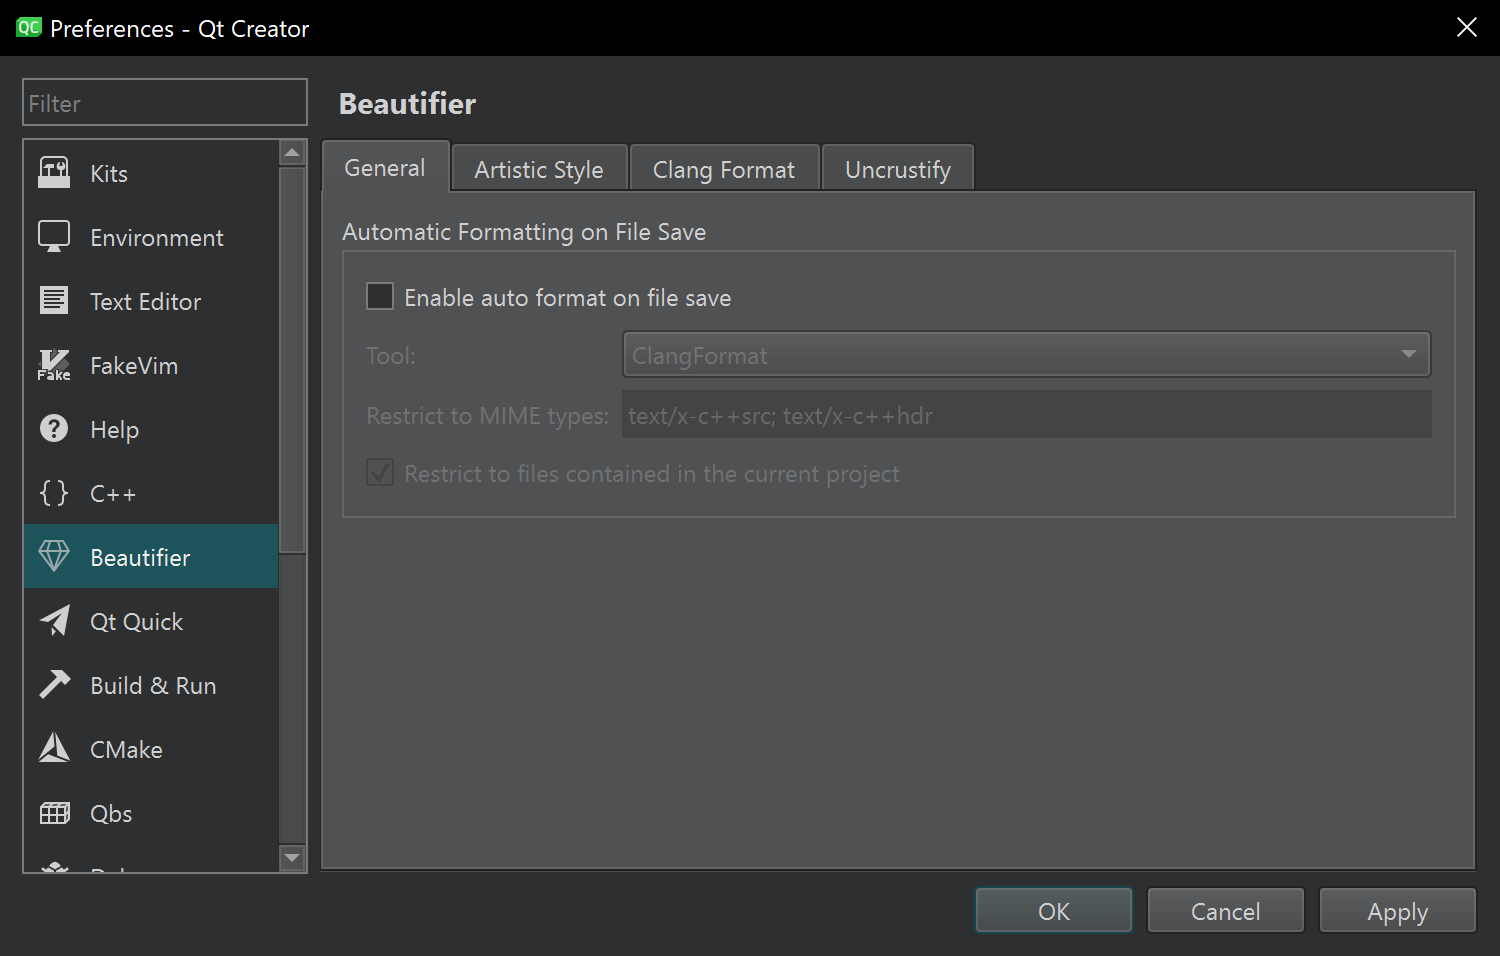 QC Preferences - Qt Creator
Filter
Kits
Environment
Text Editor
Fake FakeVim
? Help
{ } C++
Beautifier
Qt Quick
Build & Run
CMake
Qbs
Beautifier
General Artistic Style Clang Format Uncrustify
Automatic Formatting on File Save
Enable auto format on file save
Tool: ClangFormat
Restrict to MIME types: text/x-c++src; text/x-c++hdr
Restrict to files contained in the current project
OK Cancel Apply